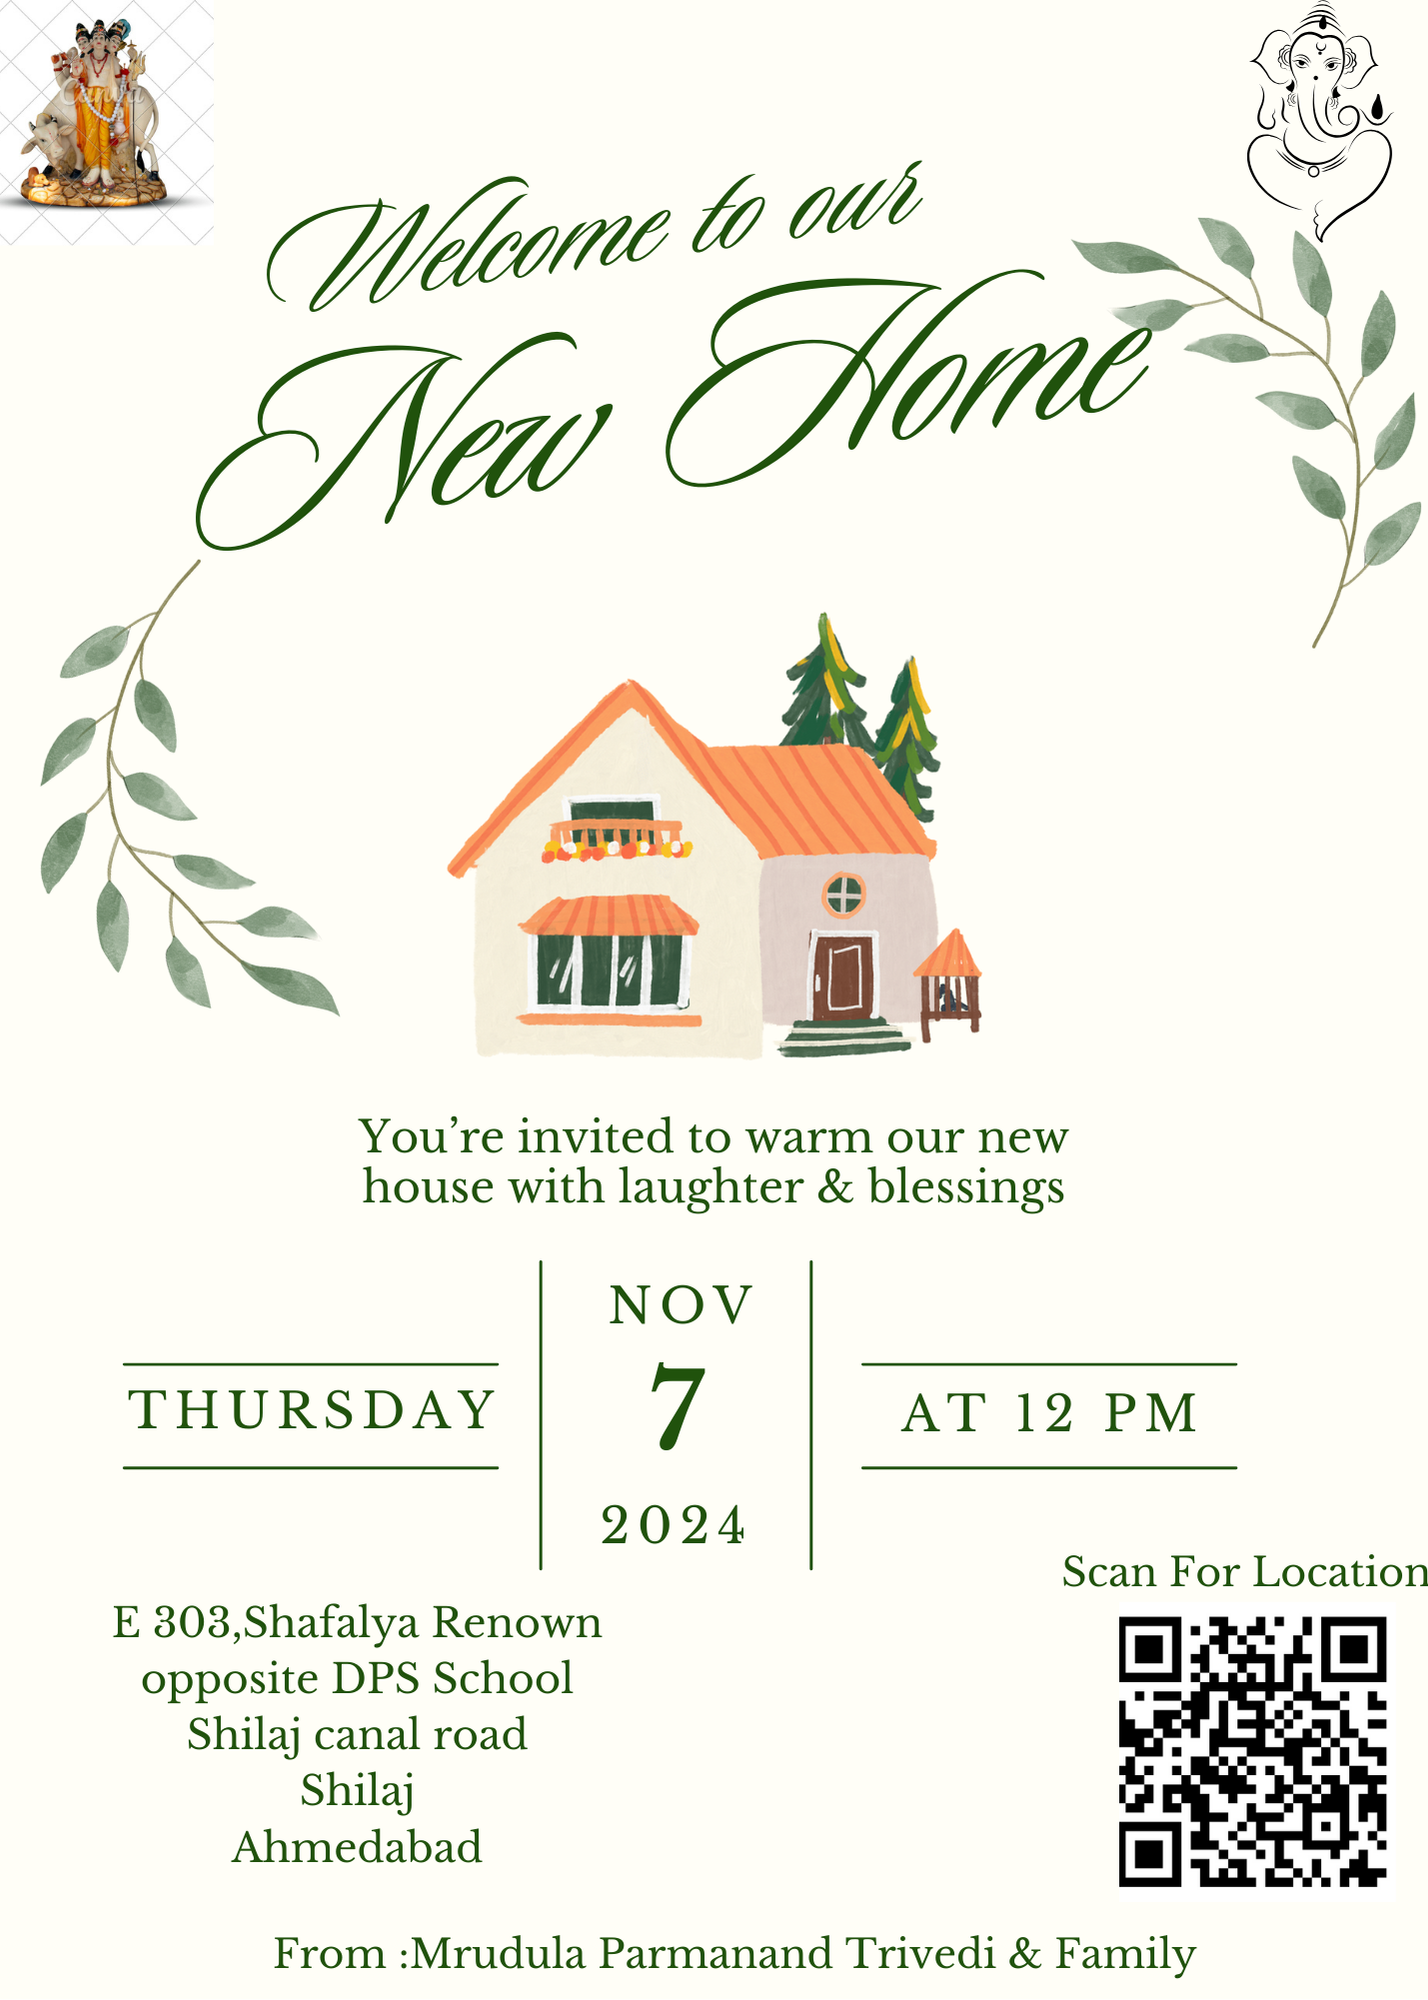 Canva
Welcome to our
New Home
You’re invited to warm our new
house with laughter & blessings
THURSDAY
NOV
7
2024
AT 12 PM
Scan For Location
E 303,Shafalya Renown
opposite DPS School
Shilaj canal road
Shilaj
Ahmedabad
From :Mrudula Parmanand Trivedi & Family